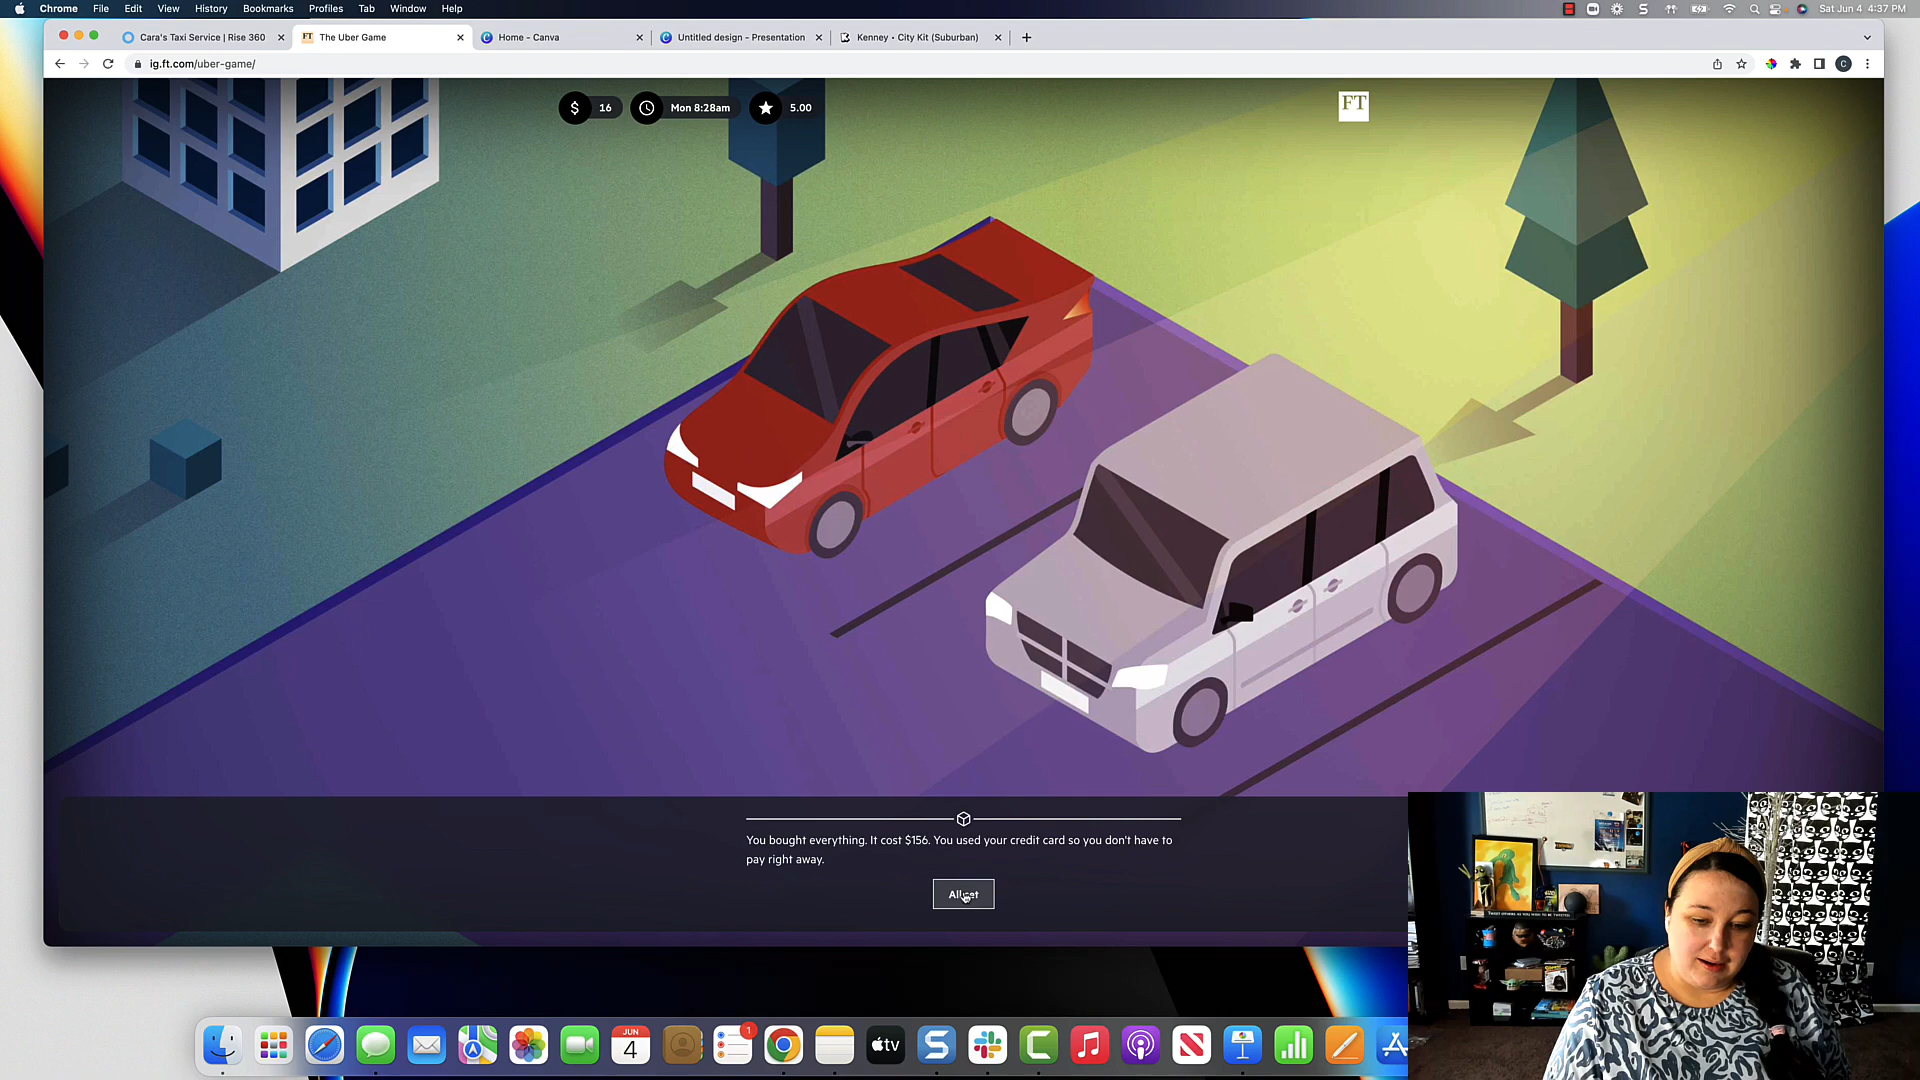 Chrome File Edit View History Bookmarks Profiles Tab Window Help
Sat Jun 4 4:37 PM
Cara's Taxi Service | Rise 360
FT The Uber Game
Home - Canva
Untitled design - Presentation
Kenney • City Kit (Suburban)
ig.ft.com/uber-game/
C
$ 16
Mon 8:28am
5.00
FT
You bought everything. It cost $156. You used your credit card so you don't have to
pay right away.
JUN
4
1
tv